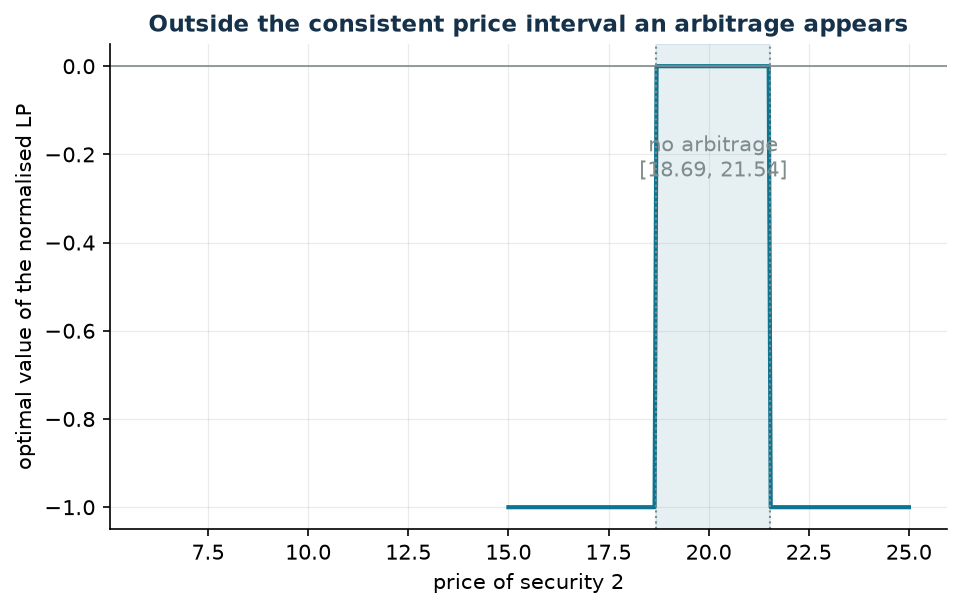 Outside the consistent price interval an arbitrage appears
optimal value of the normalised LP
0.0
−0.2
−0.4
−0.6
−0.8
−1.0
no arbitrage
[18.69, 21.54]
7.5 10.0 12.5 15.0 17.5 20.0 22.5 25.0
price of security 2